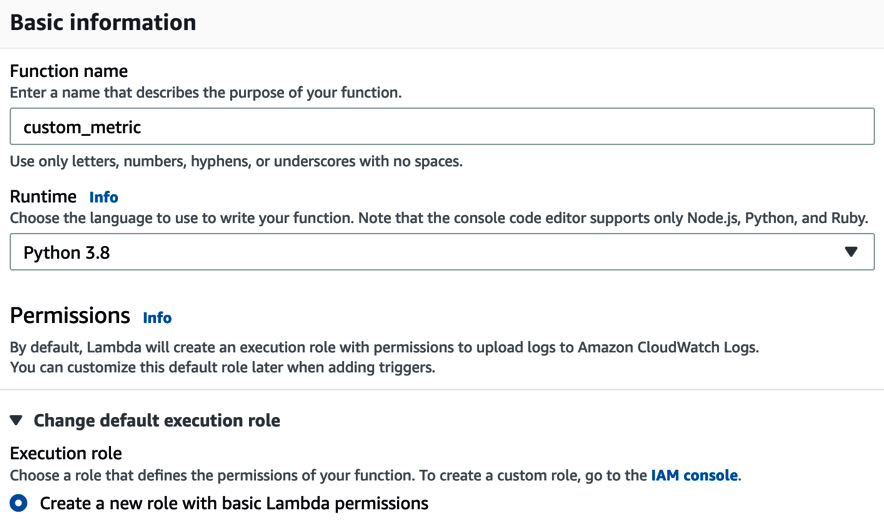 Basic information
Function name
Enter a name that describes the purpose of your function.
custom_metric
Use only letters, numbers, hyphens, or underscores with no spaces.
Runtime Info
Choose the language to use to write your function. Note that the console code editor supports only Node.js, Python, and Ruby.
Python 3.8
Permissions Info
By default, Lambda will create an execution role with permissions to upload logs to Amazon CloudWatch Logs.
You can customize this default role later when adding triggers.
Change default execution role
Execution role
Choose a role that defines the permissions of your function. To create a custom role, go to the IAM console.
Create a new role with basic Lambda permissions